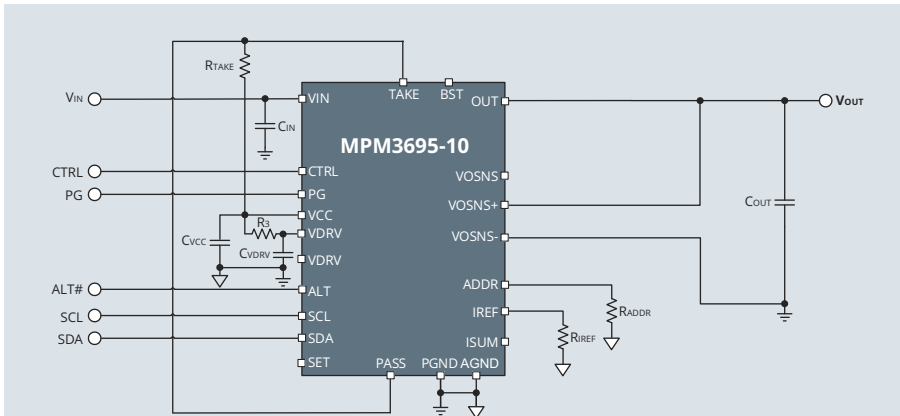 RTAKE
TAKE
BST
VIN
VIN
OUT
VOUT
CIN
MPM3695-10
CTRL
CTRL
VOSNS
PG
PG
VOSNS+
COUT
VCC
R3
VDRV
VOSNS-
CVCC
CVDRV
VDRV
ADDR
ALT#
ALT
IREF
RADDR
SCL
SCL
RIREF
SDA
SDA
ISUM
SET
PASS
PGND
AGND